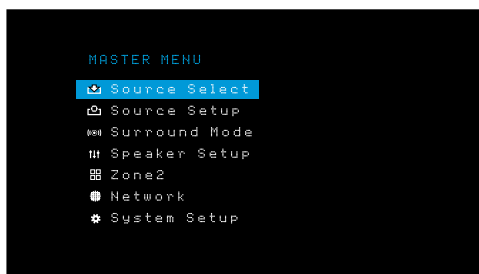 MASTER MENU
Source Select
Source Setup
Surround Mode
Speaker Setup
Zone2
Network
System Setup